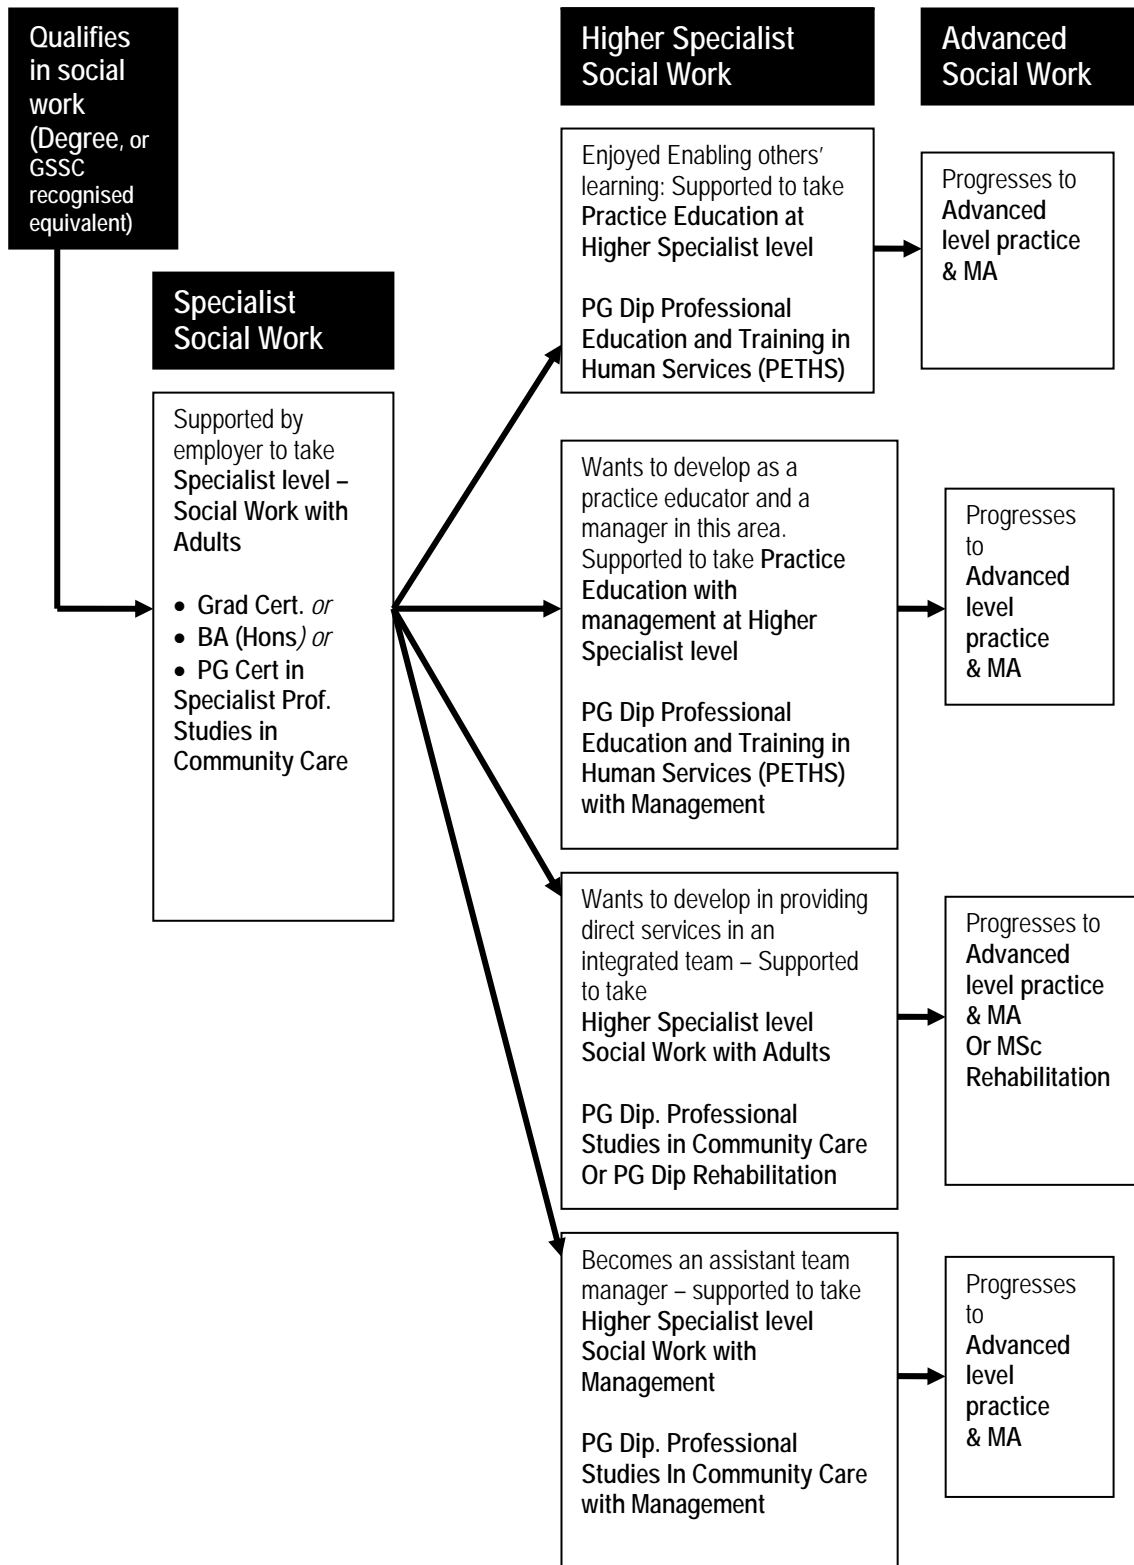 Qualifies
in social
work
(Degree, or
GSSC
recognised
equivalent)
Specialist
Social Work
Supported by
employer to take
Specialist level –
Social Work with
Adults
• Grad Cert. or
• BA (Hons) or
• PG Cert in
Specialist Prof.
Studies in
Community Care
Higher Specialist
Social Work
Enjoyed Enabling others’
learning: Supported to take
Practice Education at
Higher Specialist level
PG Dip Professional
Education and Training in
Human Services (PETHS)
Wants to develop as a
practice educator and a
manager in this area.
Supported to take Practice
Education with
management at Higher
Specialist level
PG Dip Professional
Education and Training in
Human Services (PETHS)
with Management
Wants to develop in providing
direct services in an
integrated team – Supported
to take
Higher Specialist level
Social Work with Adults
PG Dip. Professional
Studies in Community Care
Or PG Dip Rehabilitation
Becomes an assistant team
manager – supported to take
Higher Specialist level
Social Work with
Management
PG Dip. Professional
Studies In Community Care
with Management
Advanced
Social Work
Progresses to
Advanced
level practice
& MA
Progresses
to
Advanced
level
practice
& MA
Progresses to
Advanced
level practice
& MA
Or MSc
Rehabilitation
Progresses
to
Advanced
level
practice
& MA